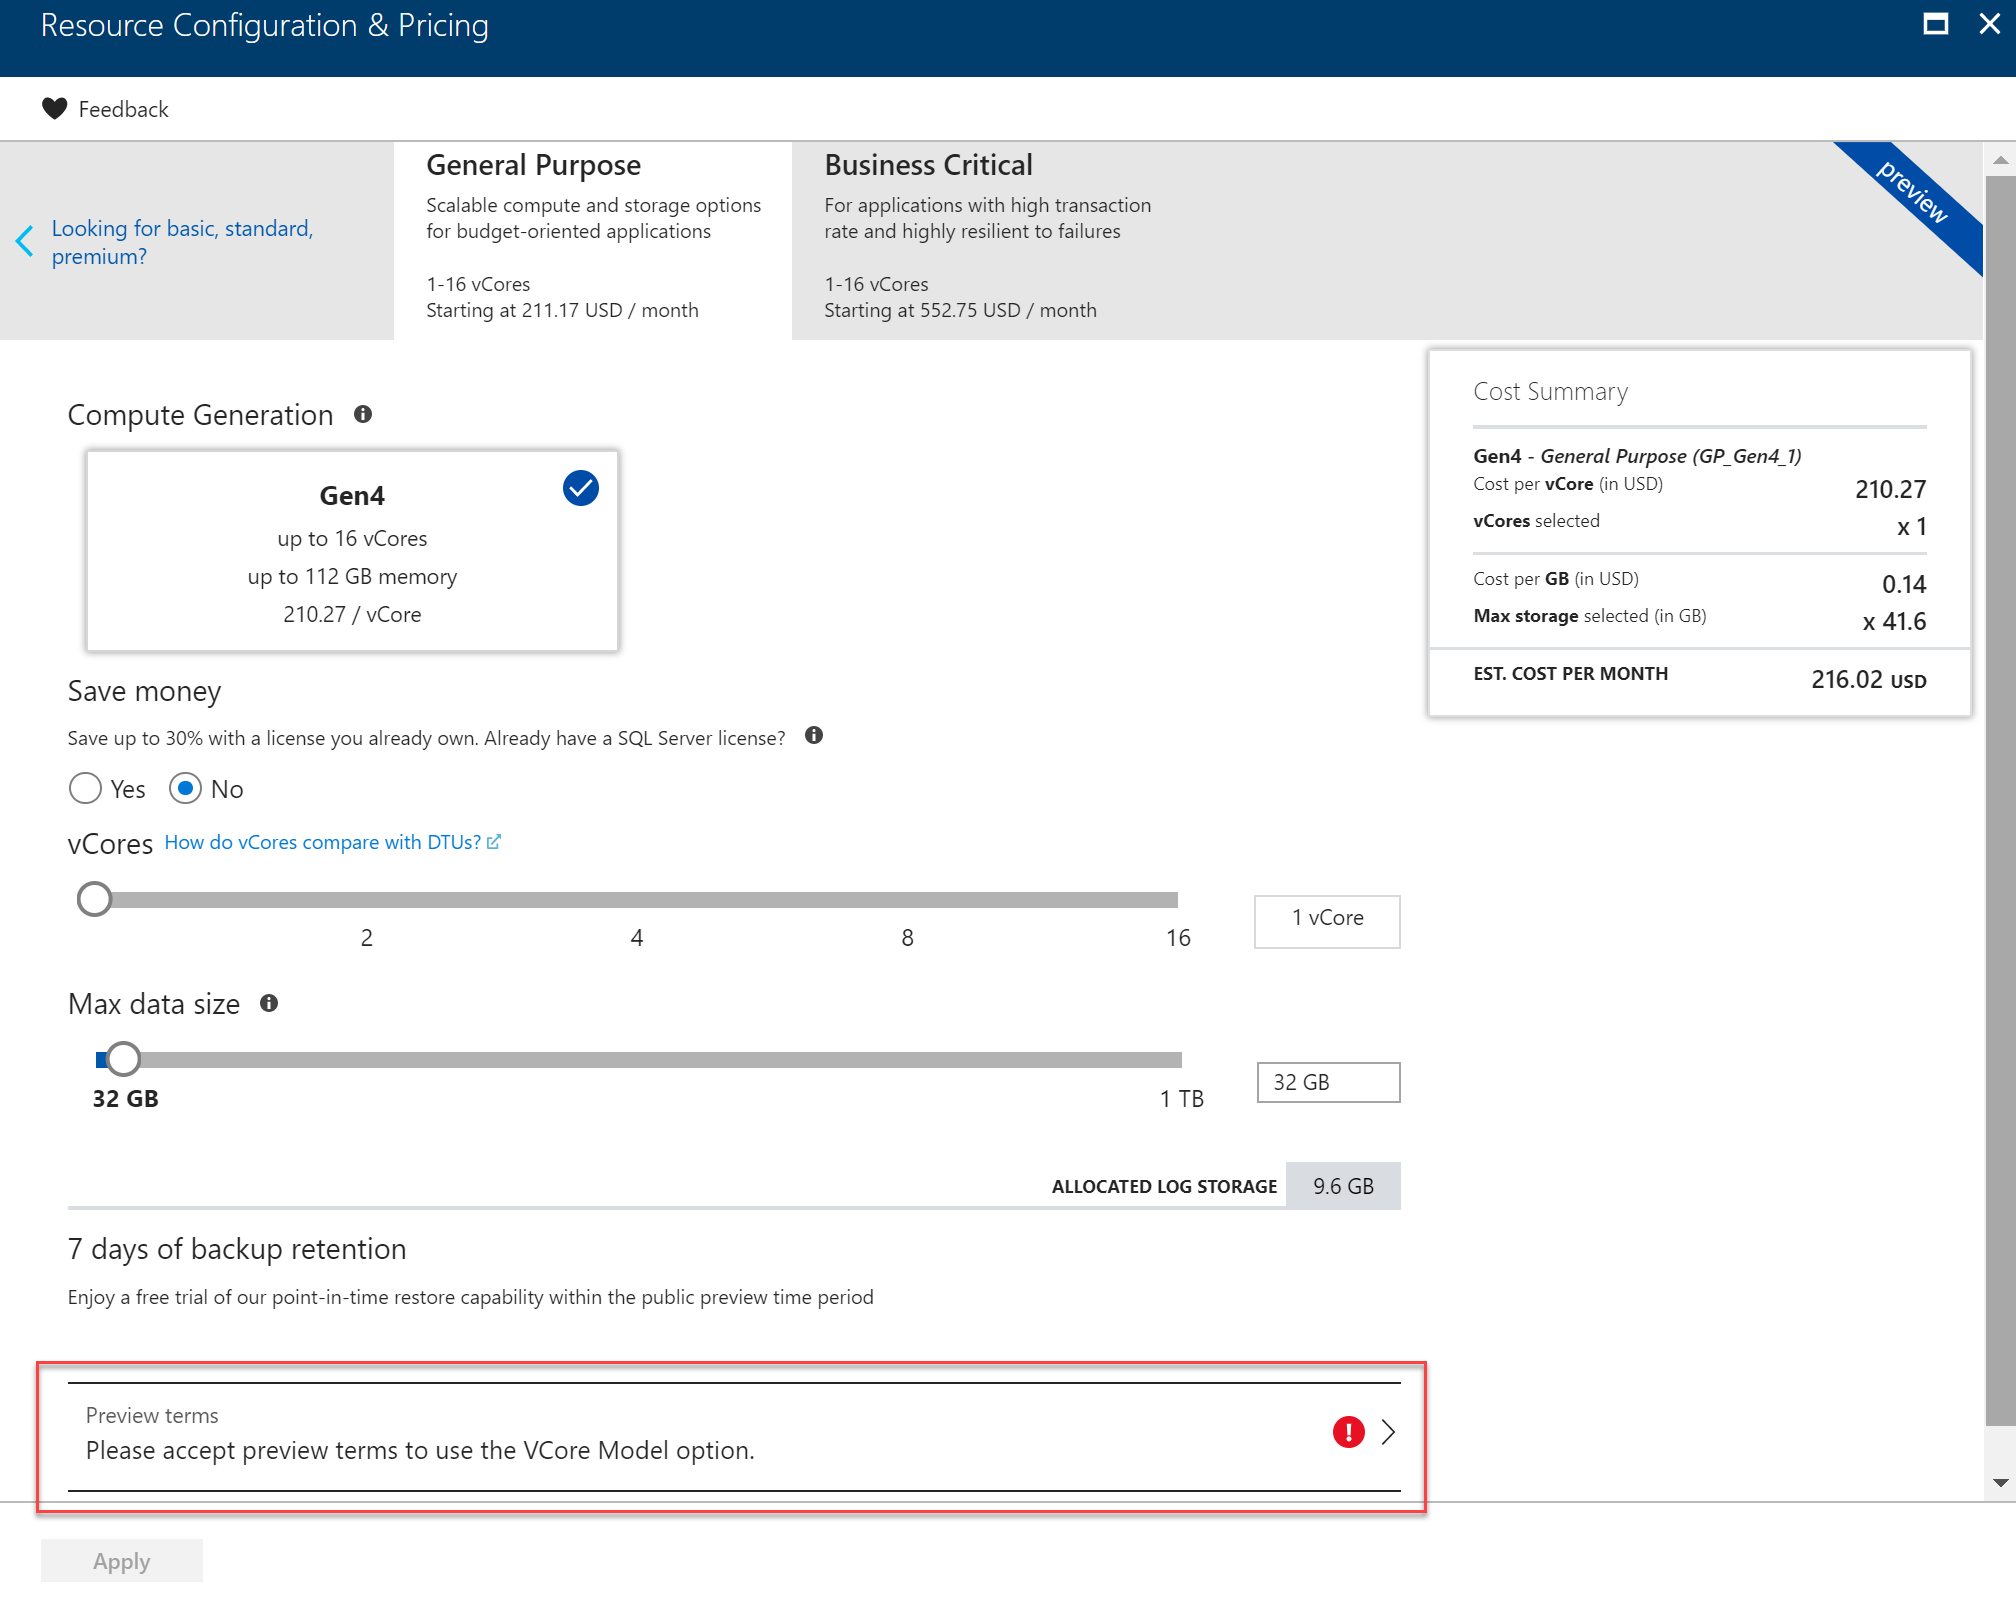 Resource Configuration & Pricing
Feedback
Looking for basic, standard,
premium?
General Purpose
Scalable compute and storage options
for budget-oriented applications
1-16 vCores
Starting at 211.17 USD / month
Business Critical
For applications with high transaction
rate and highly resilient to failures
1-16 vCores
Starting at 552.75 USD / month
preview
Compute Generation
Gen4
up to 16 vCores
up to 112 GB memory
210.27 / vCore
Save money
Save up to 30% with a license you already own. Already have a SQL Server license?
Yes No
vCores How do vCores compare with DTUs?
2 4 8 16
1 vCore
Max data size
32 GB 1 TB
32 GB
ALLOCATED LOG STORAGE 9.6 GB
7 days of backup retention
Enjoy a free trial of our point-in-time restore capability within the public preview time period
Preview terms
Please accept preview terms to use the VCore Model option.
Apply
Cost Summary
Gen4 - General Purpose (GP_Gen4_1)
Cost per vCore (in USD) 210.27
vCores selected x 1
Cost per GB (in USD) 0.14
Max storage selected (in GB) x 41.6
EST. COST PER MONTH 216.02 USD